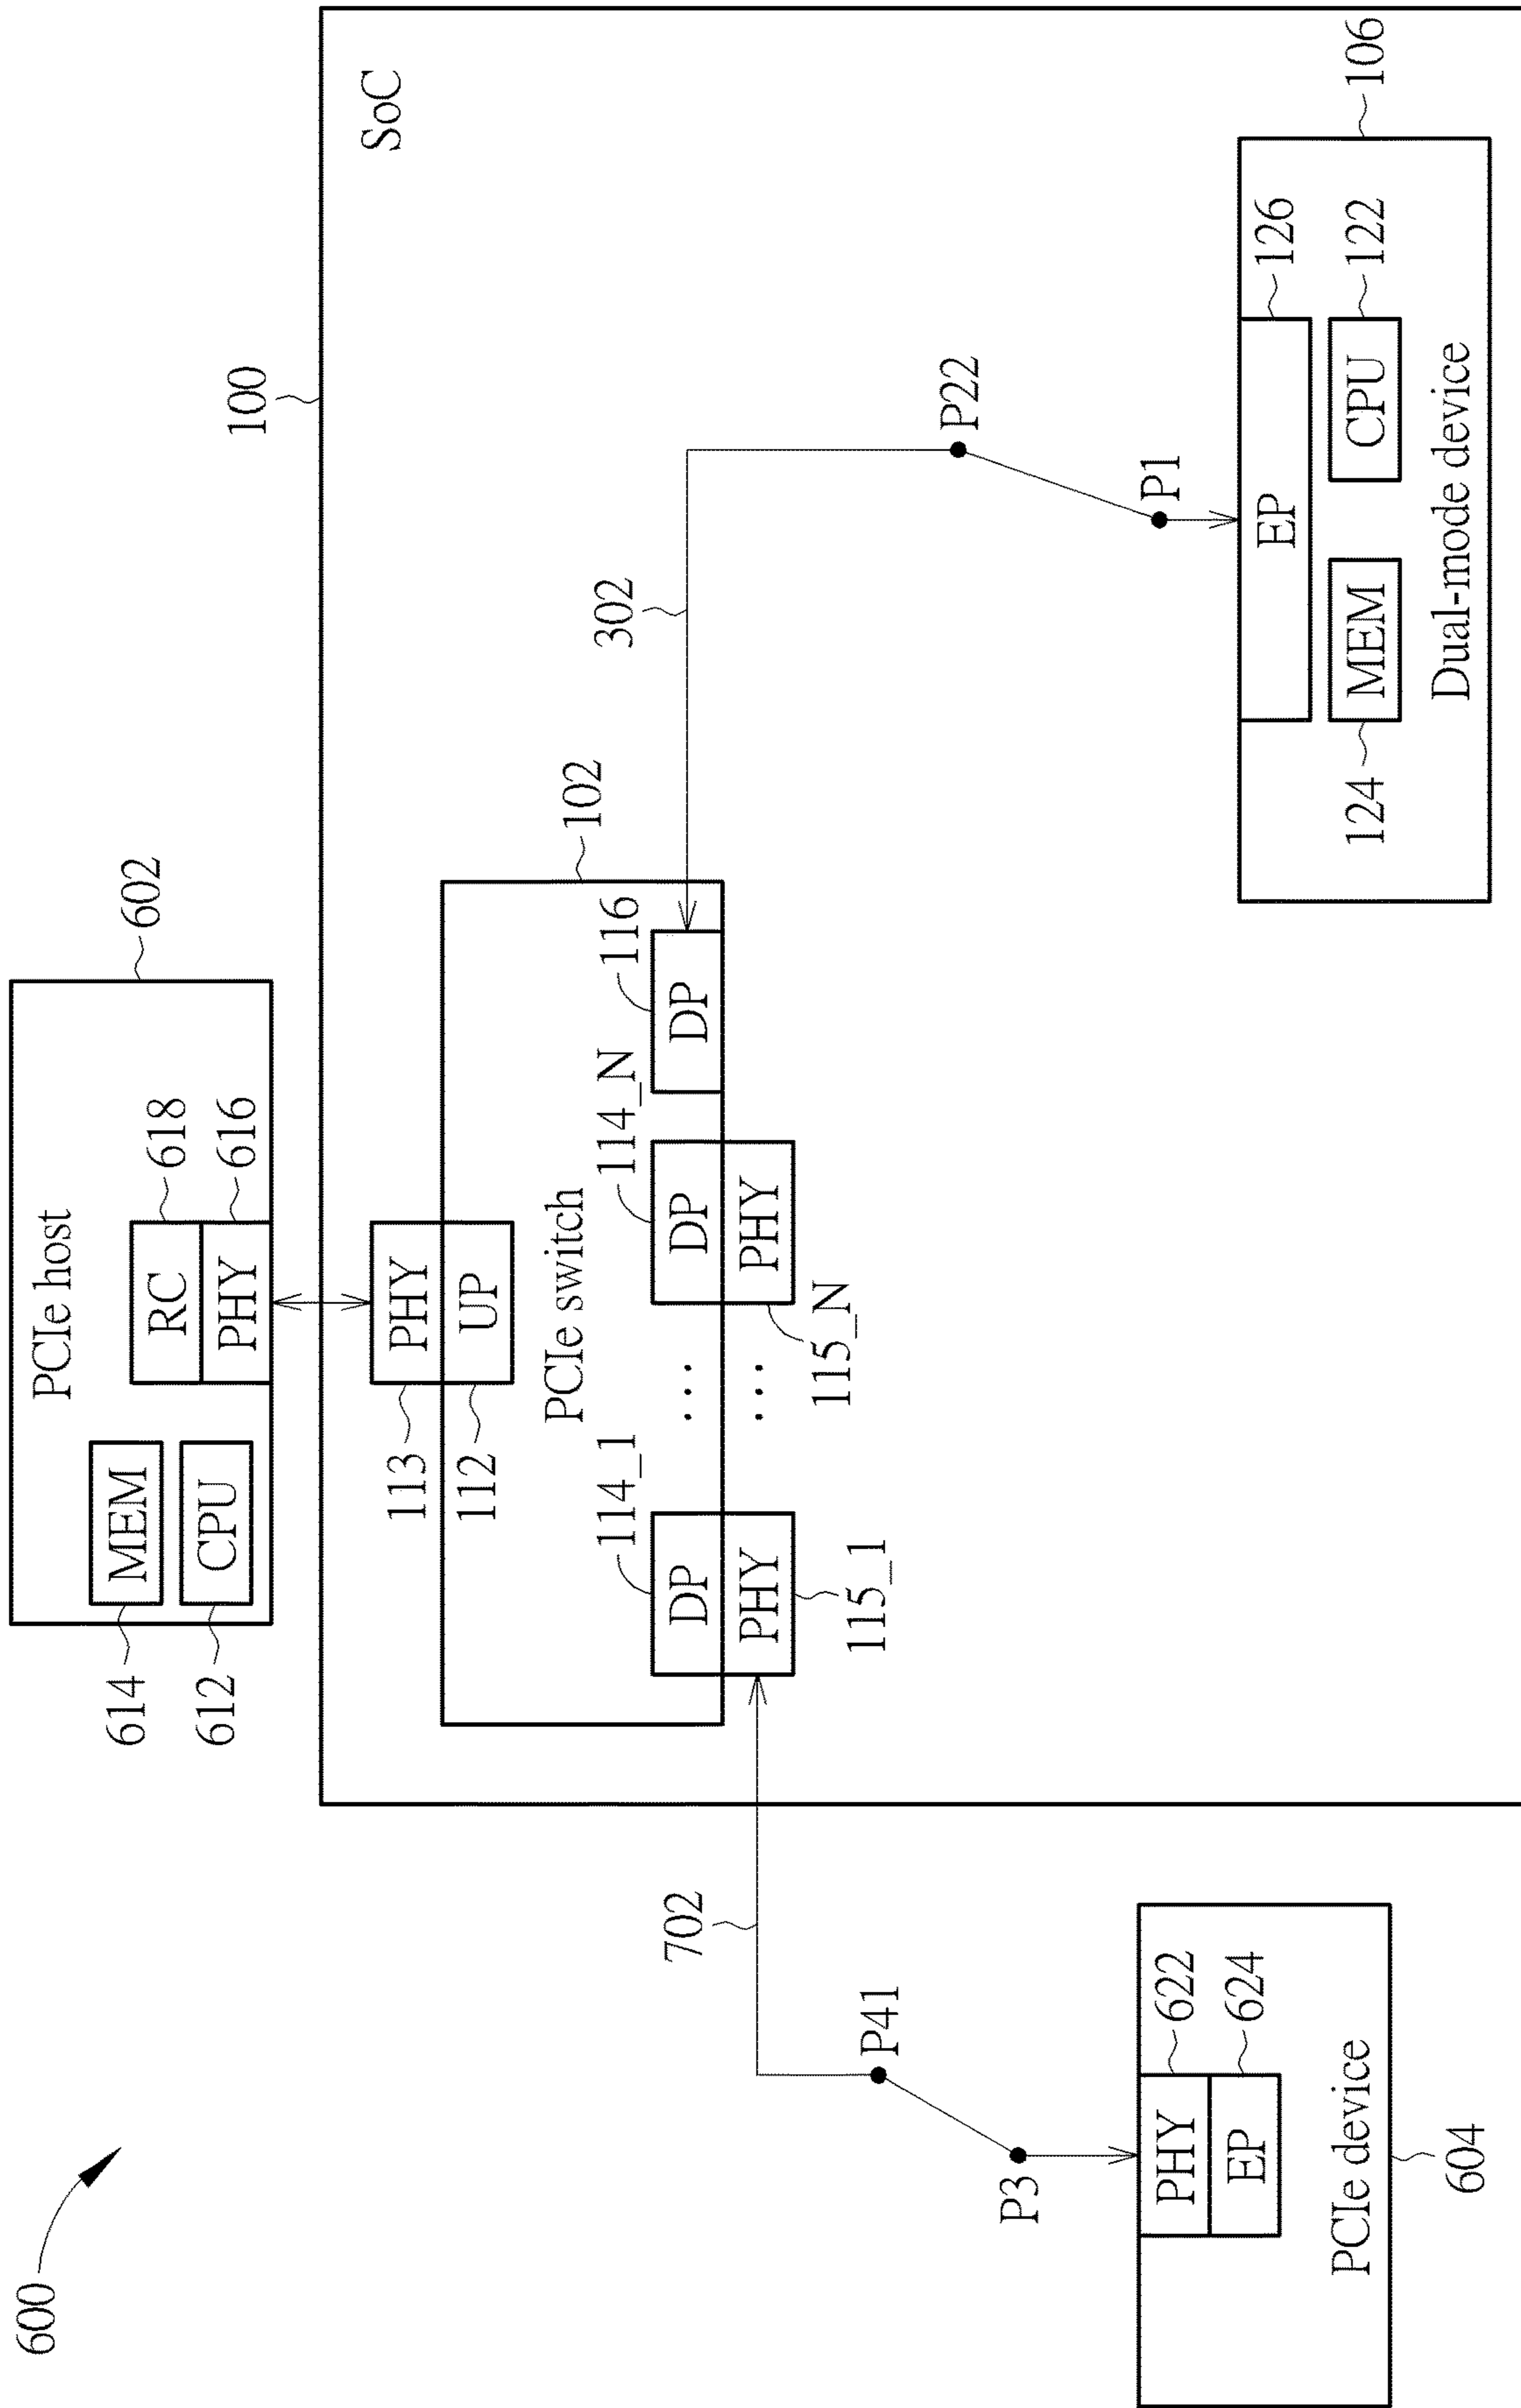 600
602
PCIe host
MEM
614
CPU
612
RC
618
PHY
616
100
SoC
PHY
113
UP
112
PCIe switch
102
114_1
114_N
116
DP
...
DP
DP
PHY
...
PHY
115_1
115_N
702
302
P41
P3
P22
P1
PHY
622
EP
624
PCIe device
604
EP
126
MEM
124
CPU
122
Dual-mode device
106